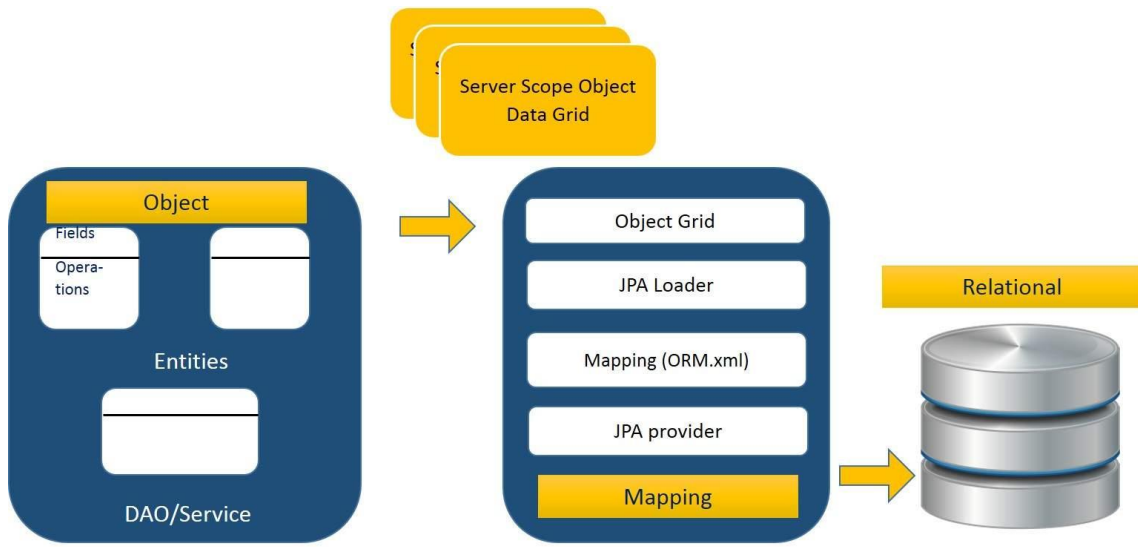 S
S
Server Scope Object
Data Grid
Object
Fields
Opera-
tions
Entities
DAO/Service
Object Grid
JPA Loader
Mapping (ORM.xml)
JPA provider
Mapping
Relational